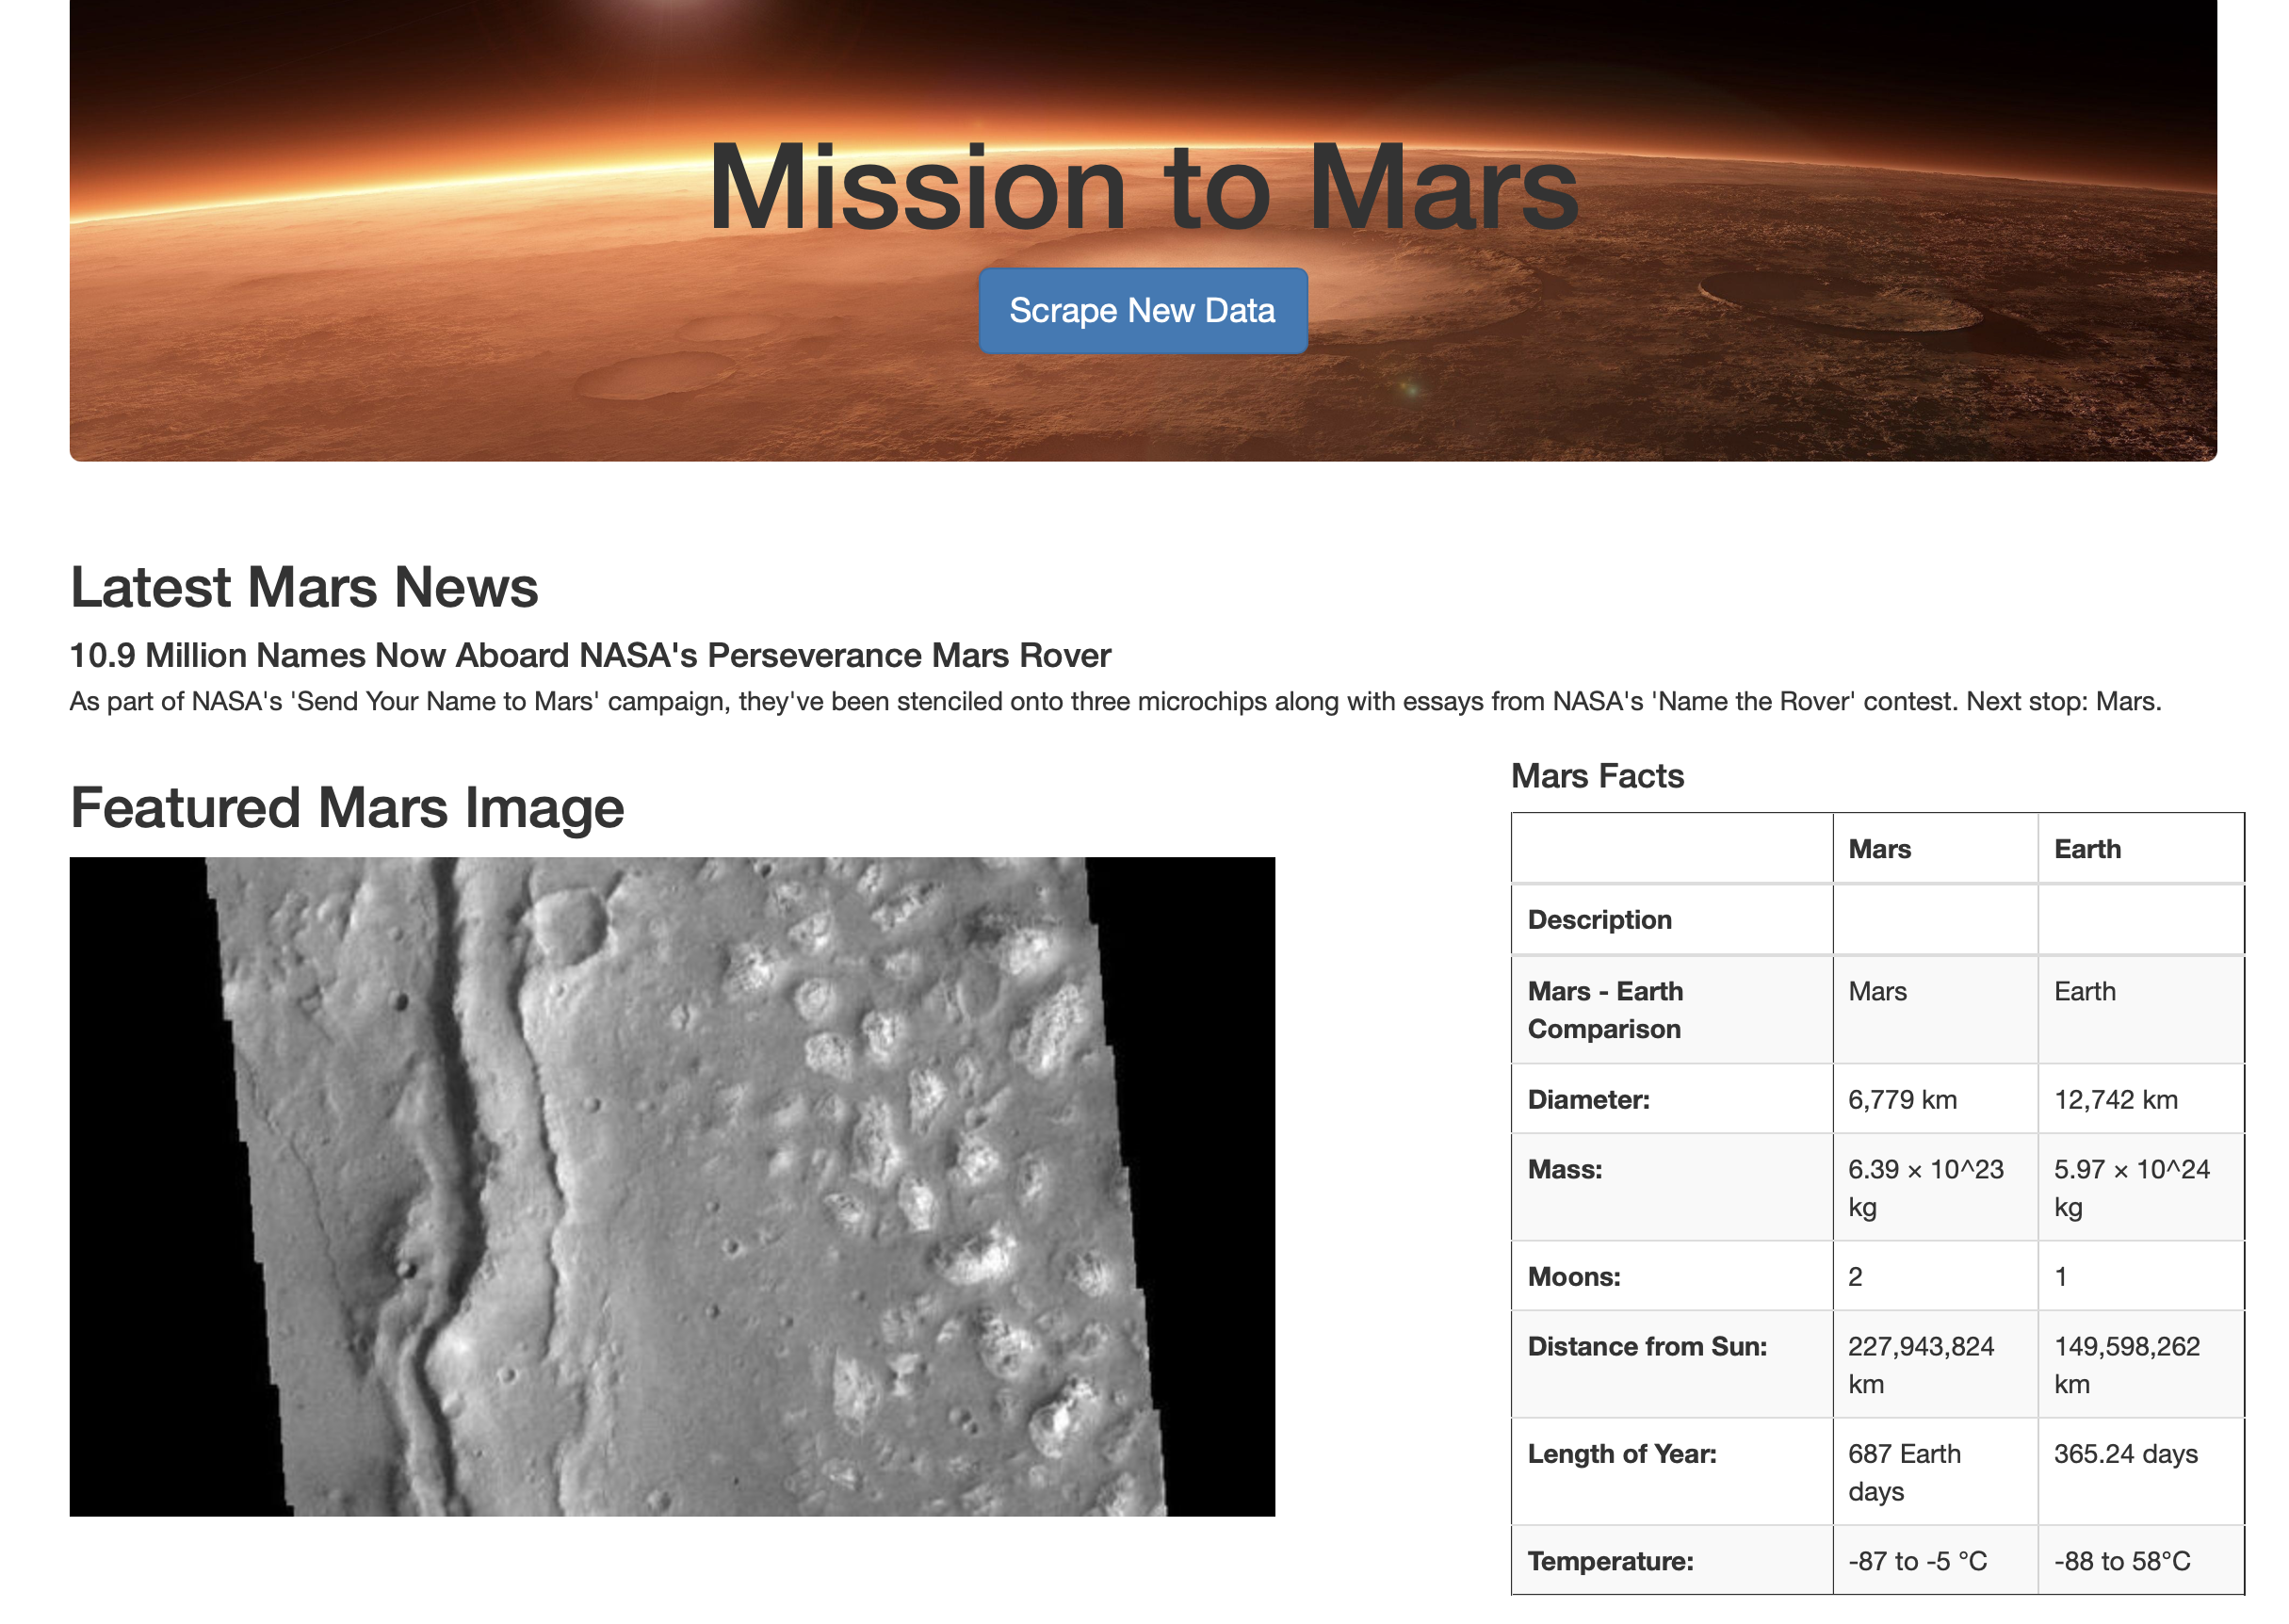 Mission to Mars
Scrape New Data
Latest Mars News
10.9 Million Names Now Aboard NASA's Perseverance Mars Rover
As part of NASA's 'Send Your Name to Mars' campaign, they've been stenciled onto three microchips along with essays from NASA's 'Name the Rover' contest. Next stop: Mars.
Featured Mars Image
Mars Facts
Mars Earth
Description
Mars - Earth Mars Earth
Comparison
Diameter: 6,779 km 12,742 km
Mass: 6.39 × 10^23 5.97 × 10^24
kg kg
Moons: 2 1
Distance from Sun: 227,943,824 149,598,262
km km
Length of Year: 687 Earth 365.24 days
days
Temperature: -87 to -5 °C -88 to 58°C